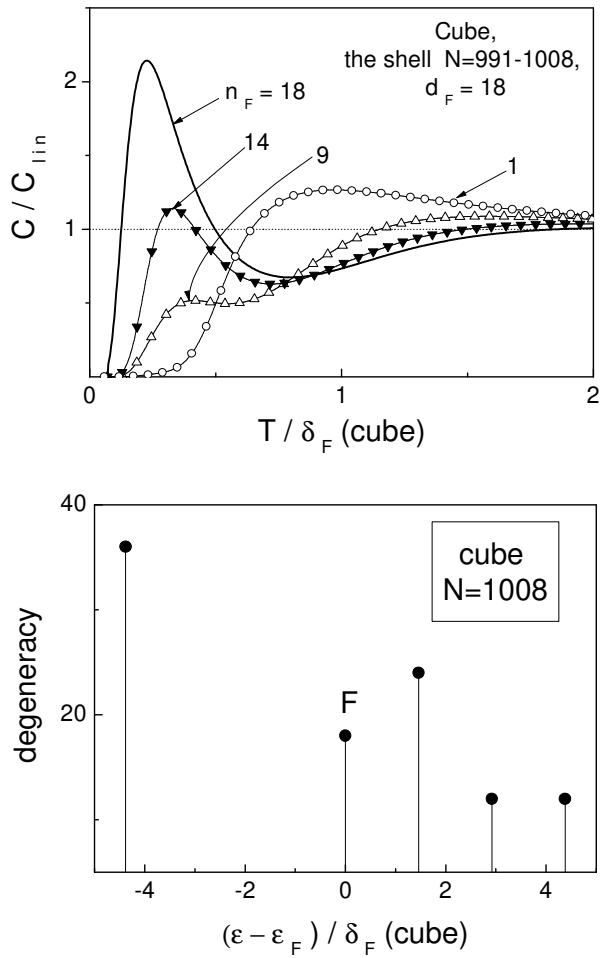 Cube,
the shell N=991-1008,
d F = 18
n F = 18
14
9
1
2
1
C / C lin
0
1
2
T / δ F (cube)
40
20
degeneracy
cube
N=1008
F
-4
-2
0
2
4
(ε – ε F ) / δ F (cube)